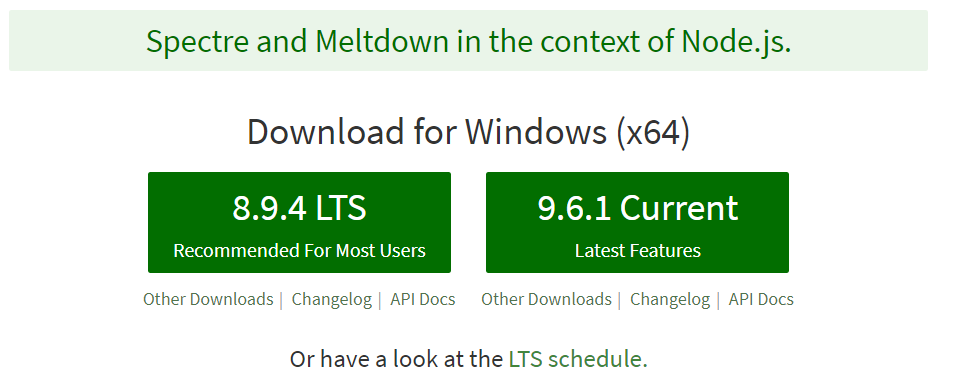 Spectre and Meltdown in the context of Node.js.
Download for Windows (x64)
8.9.4 LTS
Recommended For Most Users
9.6.1 Current
Latest Features
Other Downloads | Changelog | API Docs
Other Downloads | Changelog | API Docs
Or have a look at the LTS schedule.